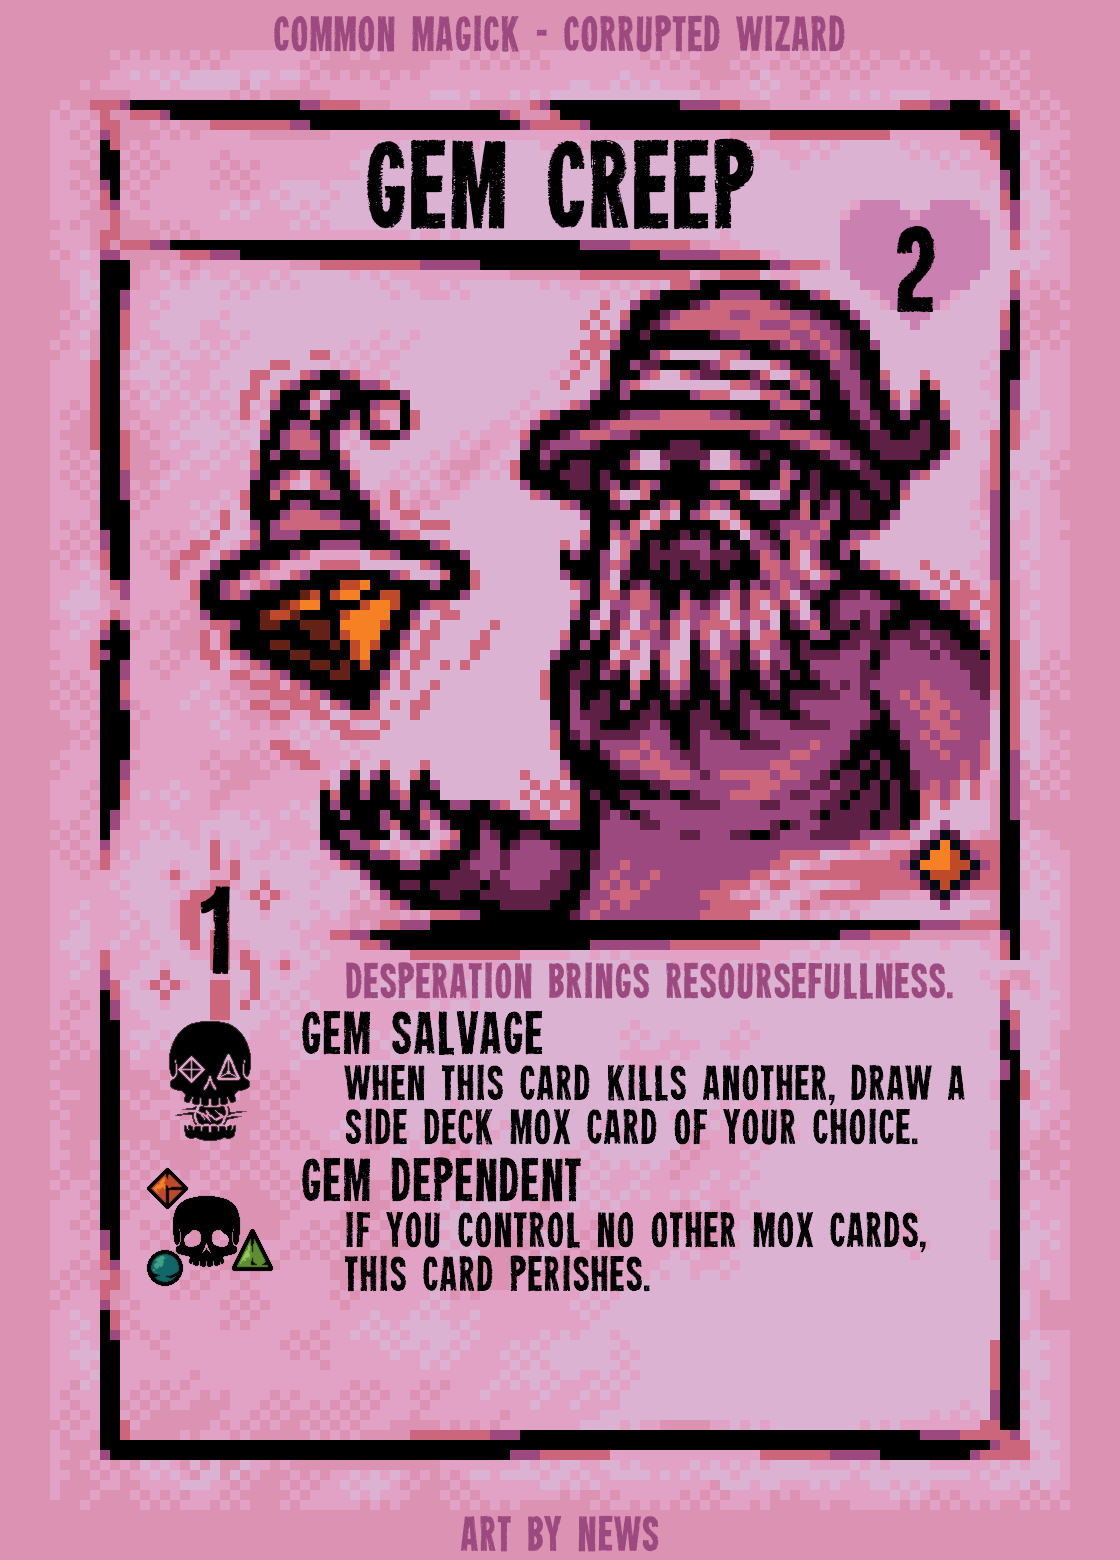 COMMON MAGICK - CORRUPTED WIZARD
GEM CREEP
2
1
DESPERATION BRINGS RESOURSEFULLNESS.
GEM SALVAGE
WHEN THIS CARD KILLS ANOTHER, DRAW A
SIDE DECK MOX CARD OF YOUR CHOICE.
GEM DEPENDENT
IF YOU CONTROL NO OTHER MOX CARDS,
THIS CARD PERISHES.
ART BY NEWS